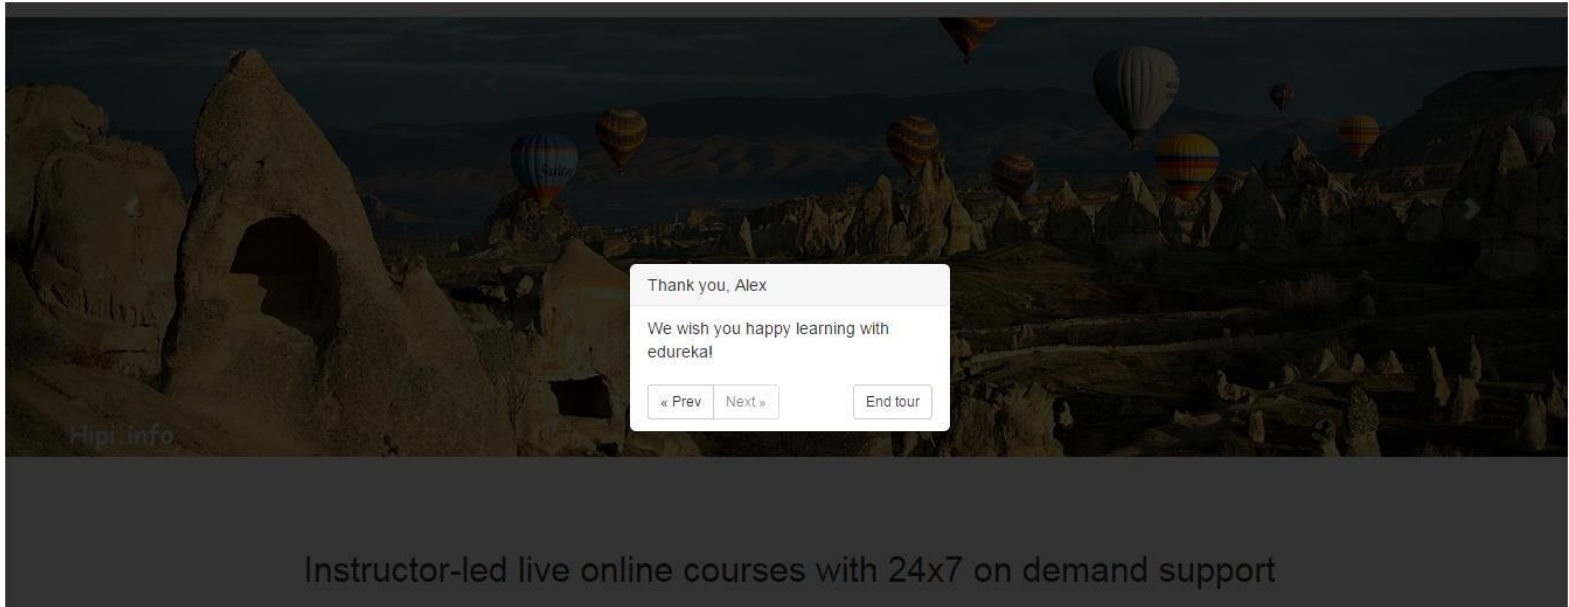 Thank you, Alex
We wish you happy learning with
edureka!
« Prev
Next »
End tour
Hipi.info
Instructor-led live online courses with 24x7 on demand support